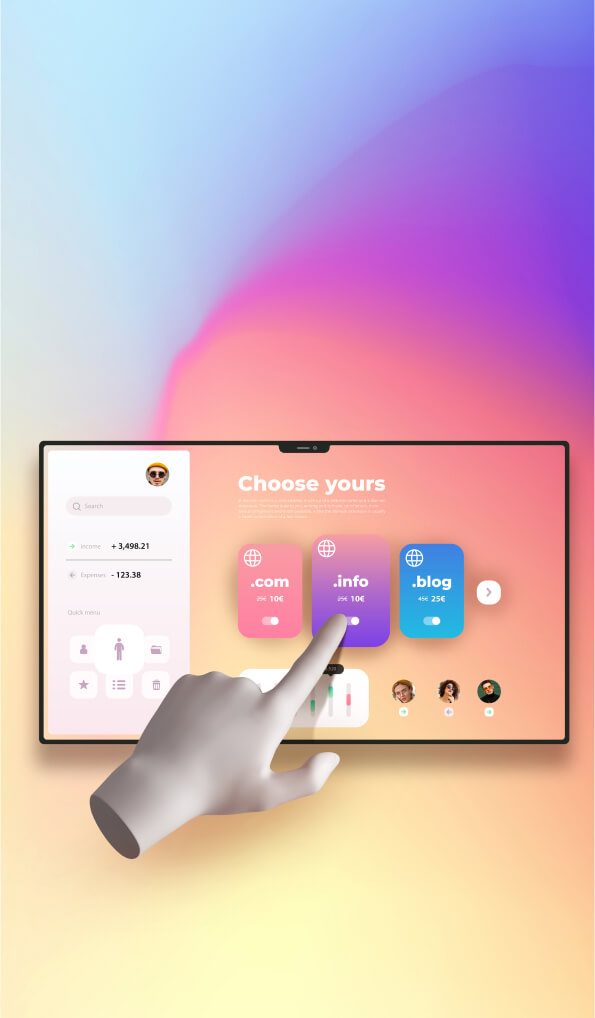 Search
Income + 3,498.21
Expenses - 123.38
Quick menu
Choose yours
.com
25€ 10€
.info
25€ 10€
.blog
45€ 25€